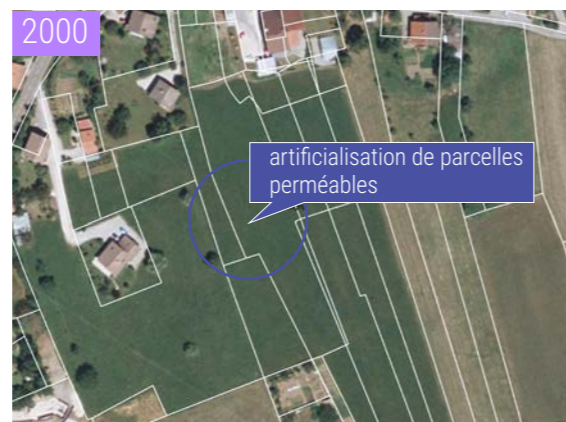 2000
artificialisation de parcelles
perméables